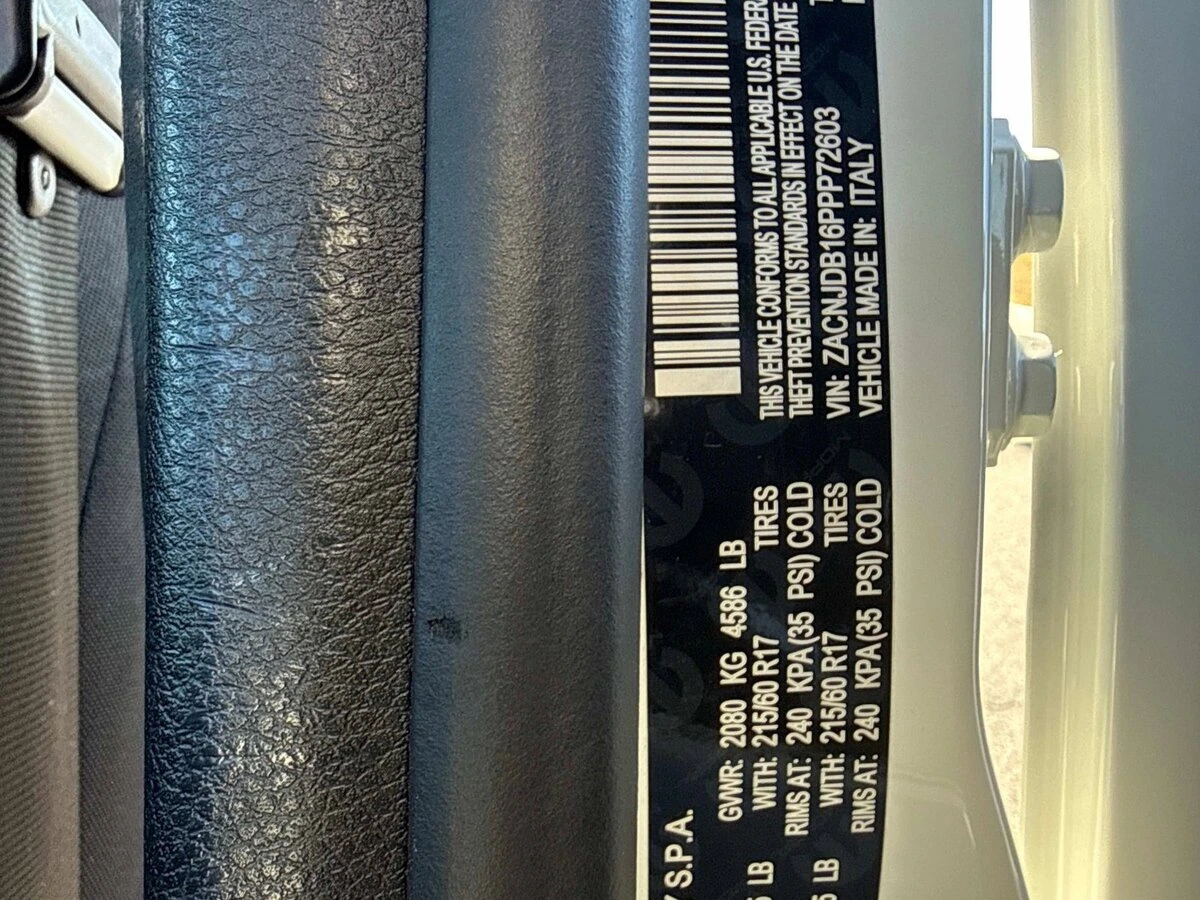 S.P.A.
GVWR: 2080 KG 4586 LB
LB WITH: 215/60 R17 TIRES
RIMS AT: 240 KPA (35 PSI) COLD
LB WITH: 215/60 R17 TIRES
RIMS AT: 240 KPA (35 PSI) COLD
THIS VEHICLE CONFORMS TO ALL APPLICABLE U.S. FEDER
THEFT PREVENTION STANDARDS IN EFFECT ON THE DATE
VIN: ZACNJDB16PPP72603
VEHICLE MADE IN: ITALY